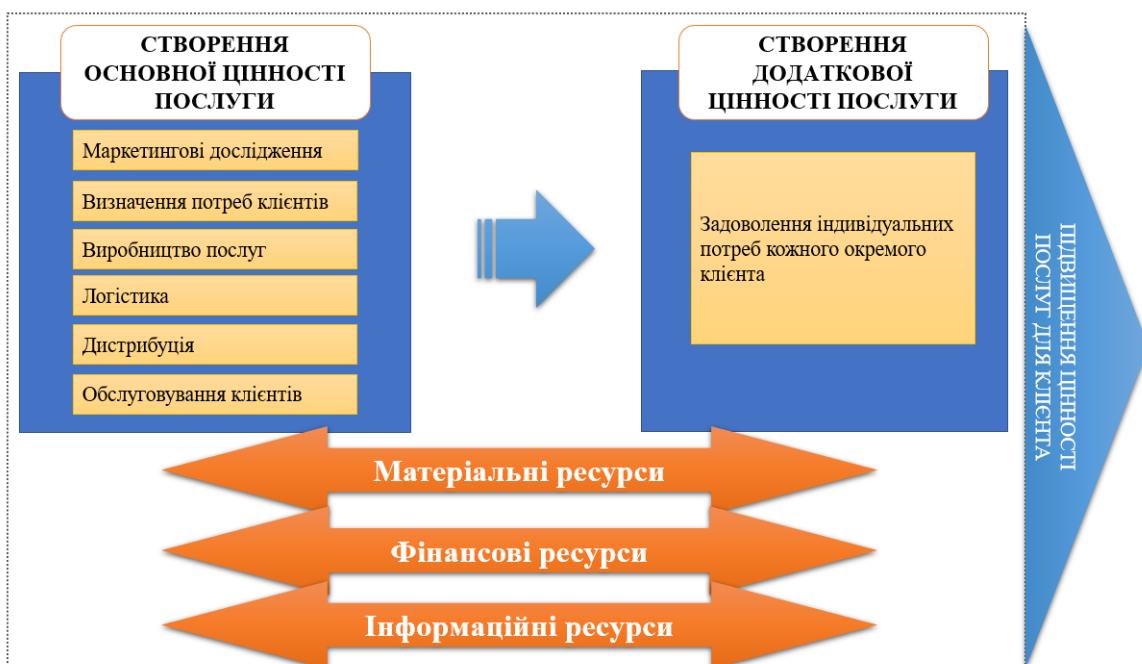 СТВОРЕННЯ
ОСНОВНОЇ ЦІННОСТІ
ПОСЛУГИ
Маркетингові дослідження
Визначення потреб клієнтів
Виробництво послуг
Логістика
Дистрибуція
Обслуговування клієнтів
СТВОРЕННЯ
ДОДАТКОВОЇ
ЦІННОСТІ ПОСЛУГИ
Задоволення індивідуальних
потреб кожного окремого
клієнта
ПІДВИЩЕННЯ ЦІННОСТІ
ПОСЛУГ ДЛЯ КЛІЄНТА
Матеріальні ресурси
Фінансові ресурси
Інформаційні ресурси